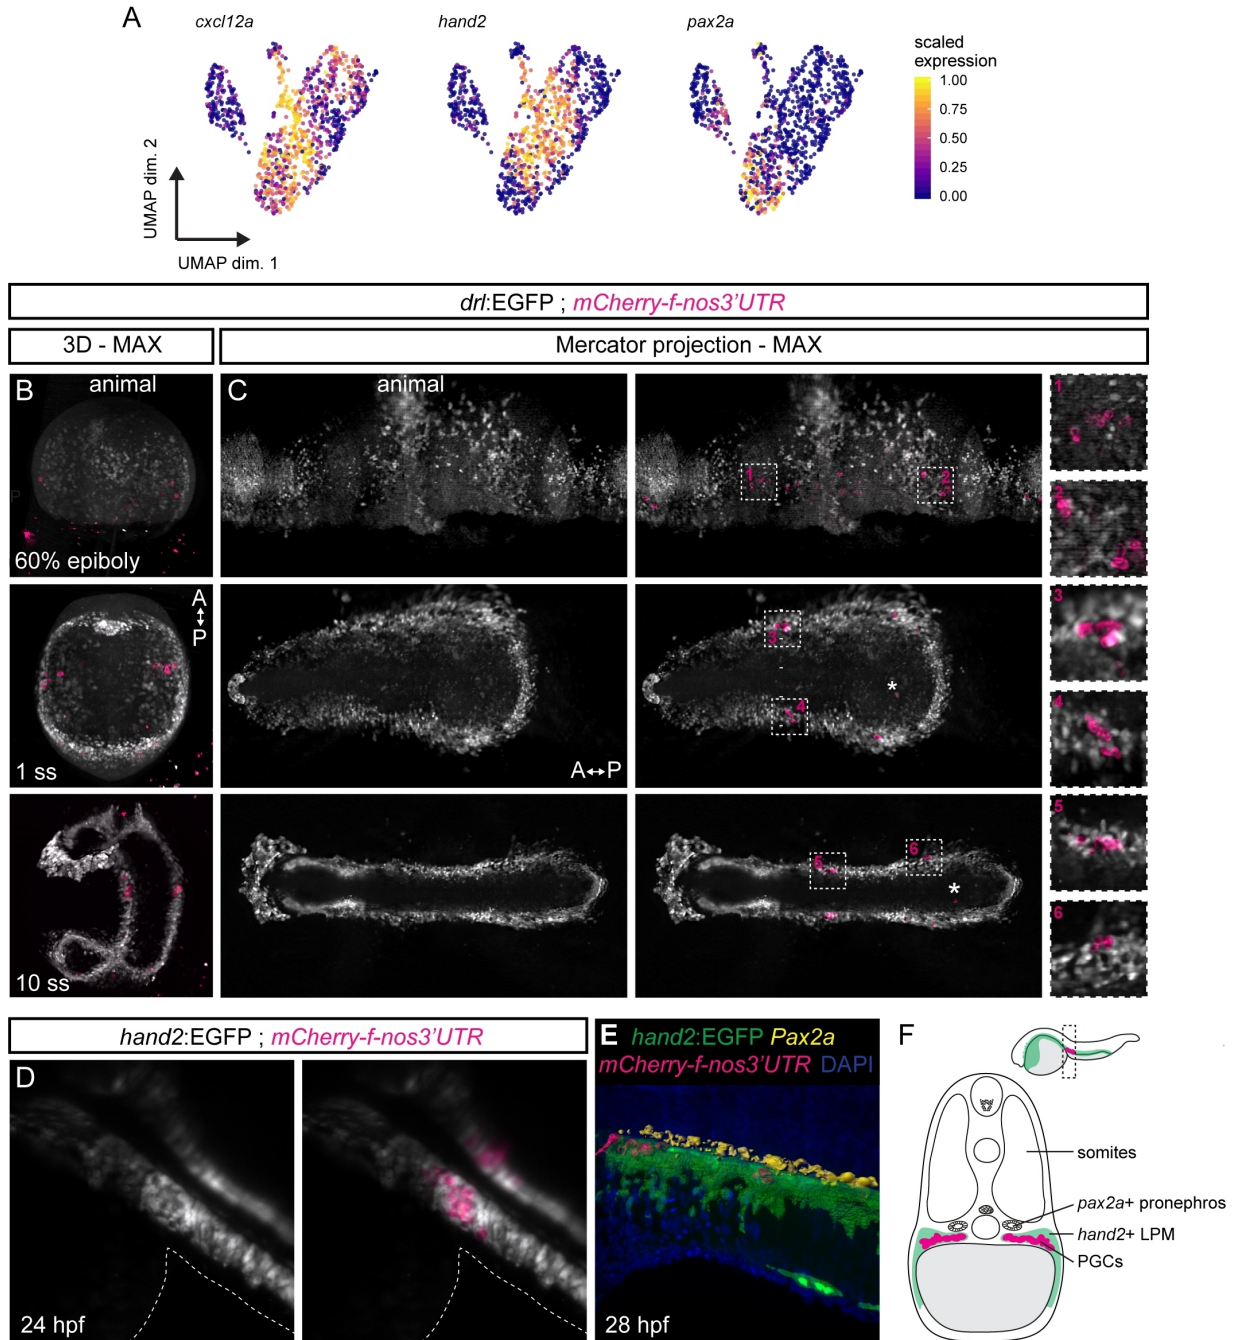 A
cxcl12a
hand2
pax2a
scaled
expression
1.00
0.75
0.50
0.25
0.00
UMAP dim. 2
UMAP dim. 1
drl:EGFP ; mCherry-f-nos3'UTR
3D - MAX
Mercator projection - MAX
B
animal
60% epiboly
C
animal
1
2
1
2
A
P
1 ss
A↔P
3
4
*
3
4
10 ss
5
6
*
5
6
hand2:EGFP ; mCherry-f-nos3'UTR
D
24 hpf
E
hand2:EGFP Pax2a
mCherry-f-nos3'UTR DAPI
28 hpf
F
somites
pax2a+ pronephros
hand2+ LPM
PGCs